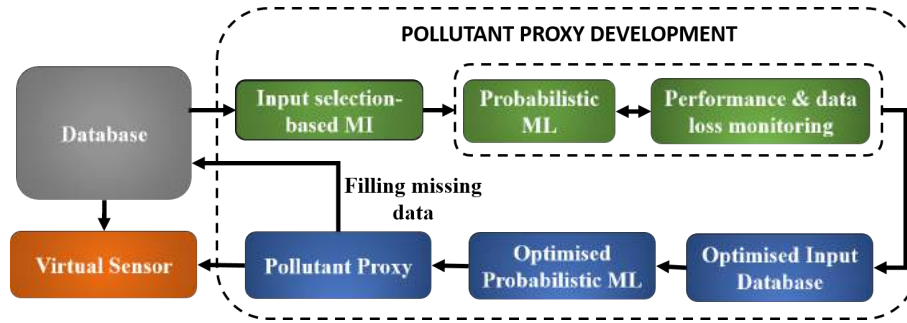 POLLUTANT PROXY DEVELOPMENT
Database
Input selection-
based MI
Probabilistic
ML
Performance & data
loss monitoring
Filling missing
data
Virtual Sensor
Pollutant Proxy
Optimised
Probabilistic ML
Optimised Input
Database